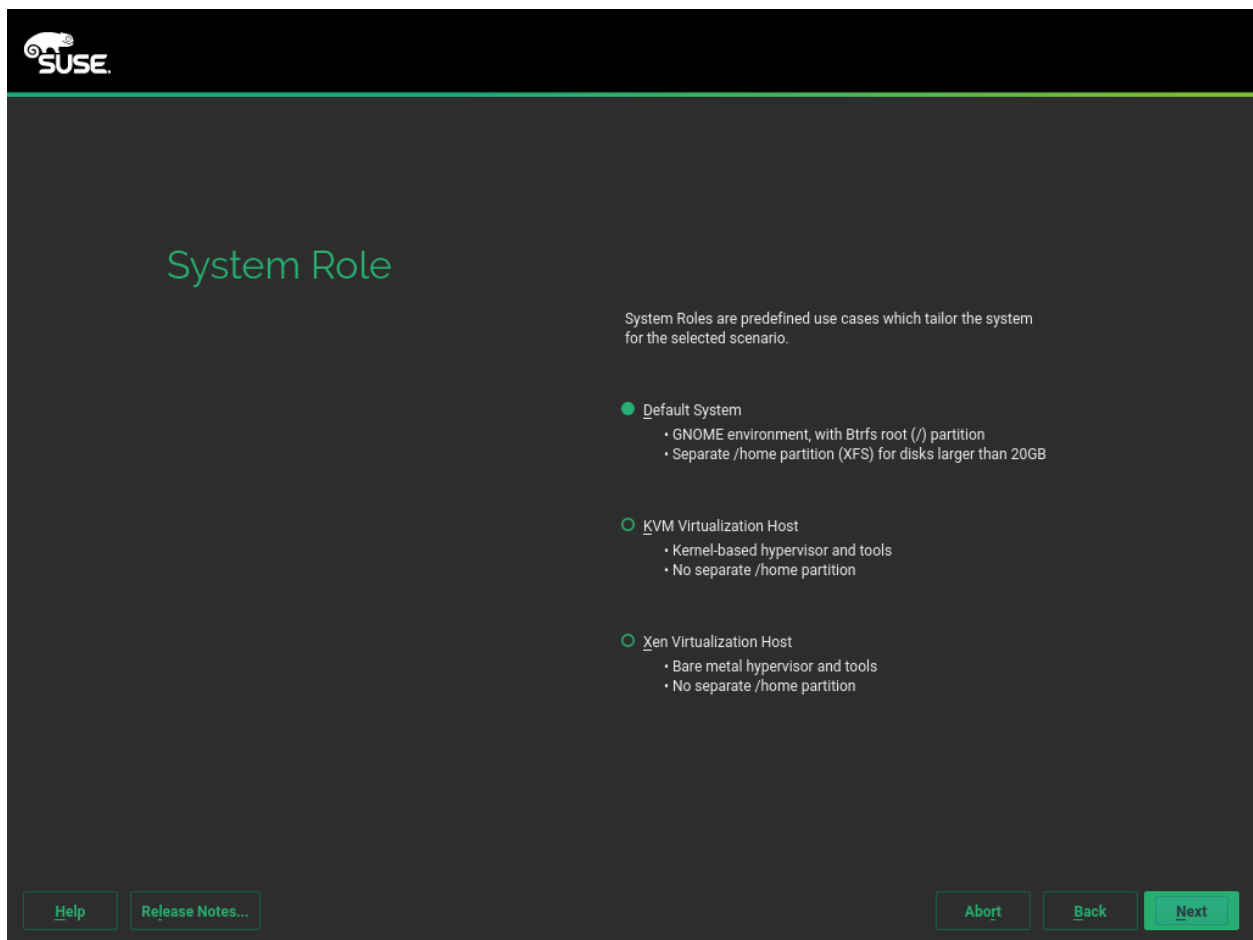 SUSE.
System Role
System Roles are predefined use cases which tailor the system
for the selected scenario.
Default System
• GNOME environment, with Btrfs root (/) partition
• Separate /home partition (XFS) for disks larger than 20GB
KVM Virtualization Host
• Kernel-based hypervisor and tools
• No separate /home partition
Xen Virtualization Host
• Bare metal hypervisor and tools
• No separate /home partition
Help Release Notes... Abort Back Next